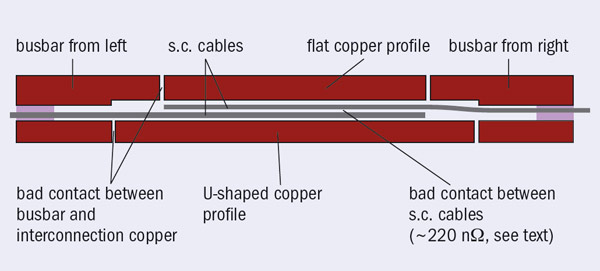 busbar from left
s.c. cables
flat copper profile
busbar from right
bad contact between
busbar and
interconnection copper
U-shaped copper
profile
bad contact between
s.c. cables
(~220 nΩ, see text)